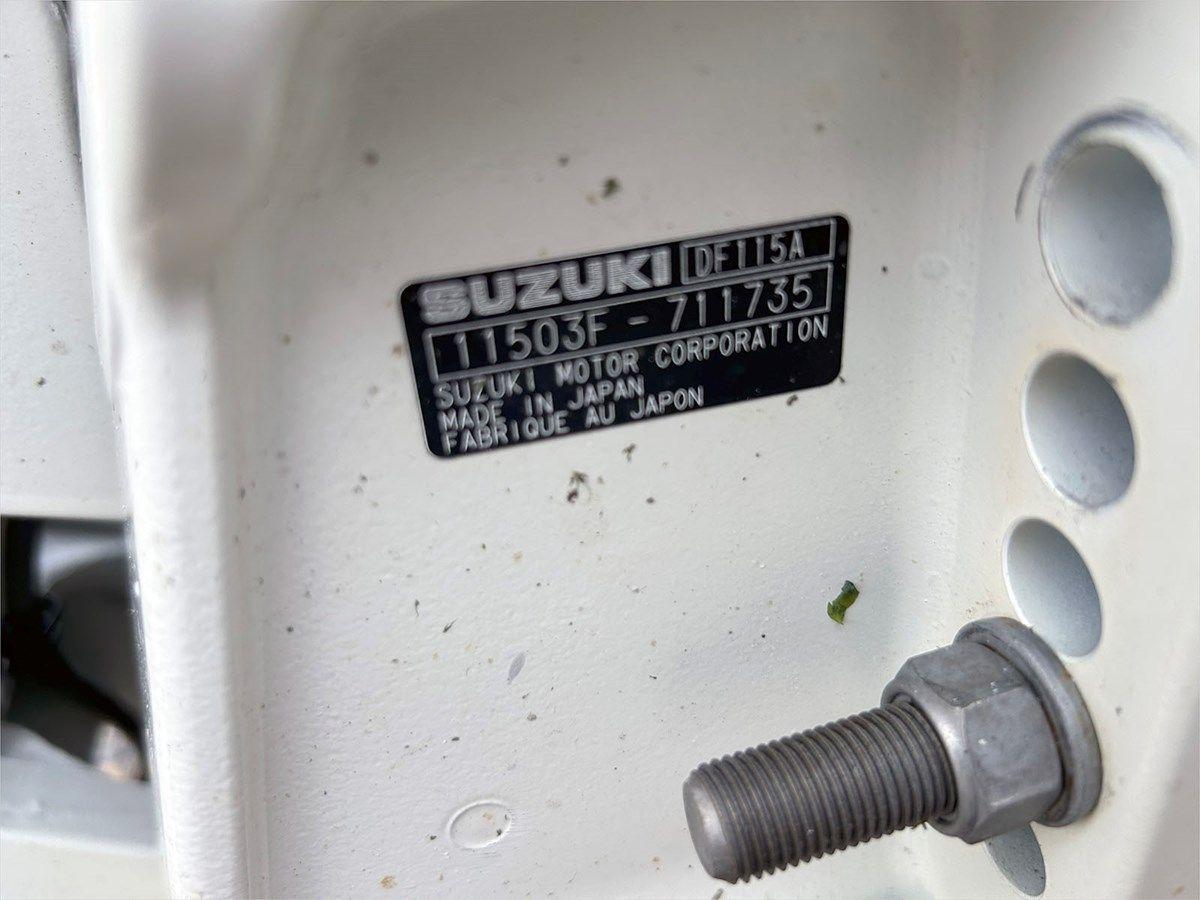 SUZUKI DF115A
11503F - 711735
SUZUKI MOTOR CORPORATION
MADE IN JAPAN
FABRIQUE AU JAPON